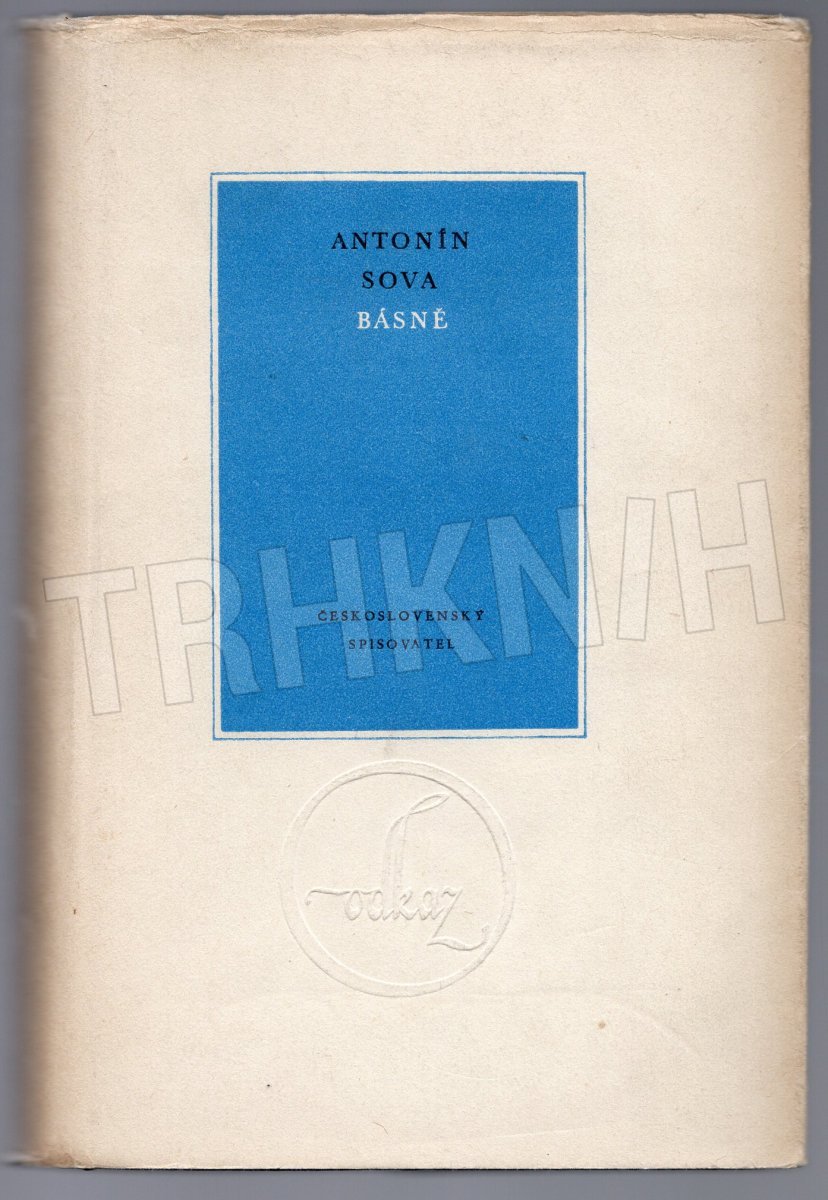 ANTONÍN
SOVA
BÁSNĚ
TRHKNIH
ČESKOSLOVENSKÝ
SPISOVATEL
odkaz